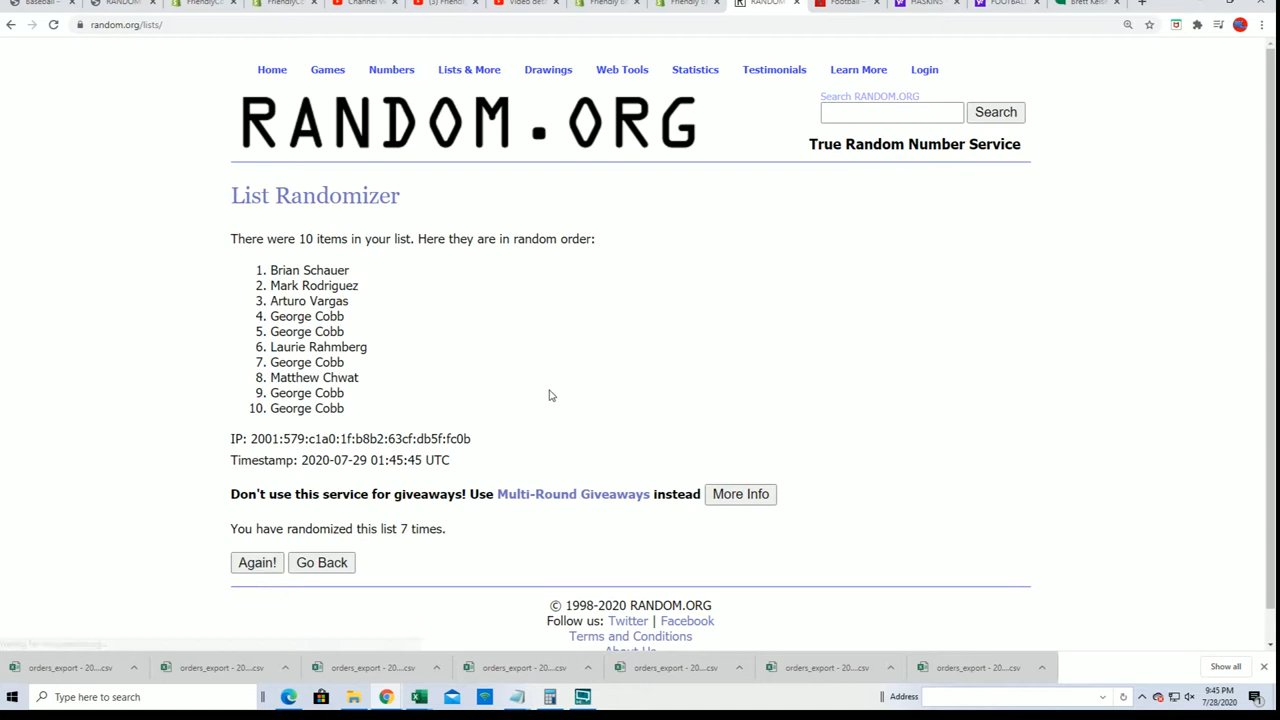 Baseball -
RANDOM
FriendlyCo
FriendlyCo
Channel
(3) Friend
Video det
Friendly B
Friendly B
RANDOM
Football -
HASKINS
FOOTBAL
Brett Keis
random.org/lists/
Home Games Numbers Lists & More Drawings Web Tools Statistics Testimonials Learn More Login
Search RANDOM.ORG
RANDOM.ORG
Search
True Random Number Service
List Randomizer
There were 10 items in your list. Here they are in random order:
1. Brian Schauer
2. Mark Rodriguez
3. Arturo Vargas
4. George Cobb
5. George Cobb
6. Laurie Rahmberg
7. George Cobb
8. Matthew Chwat
9. George Cobb
10. George Cobb
IP: 2001:579:c1a0:1f:b8b2:63cf:db5f:fc0b
Timestamp: 2020-07-29 01:45:45 UTC
Don't use this service for giveaways! Use Multi-Round Giveaways instead More Info
You have randomized this list 7 times.
Again! Go Back
© 1998-2020 RANDOM.ORG
Follow us: Twitter | Facebook
Terms and Conditions
About Us
orders_export - 20....csv orders_export - 20....csv orders_export - 20....csv orders_export - 20....csv orders_export - 20....csv orders_export - 20....csv orders_export - 20....csv Show all
Type here to search
Address
9:45 PM
7/28/2020